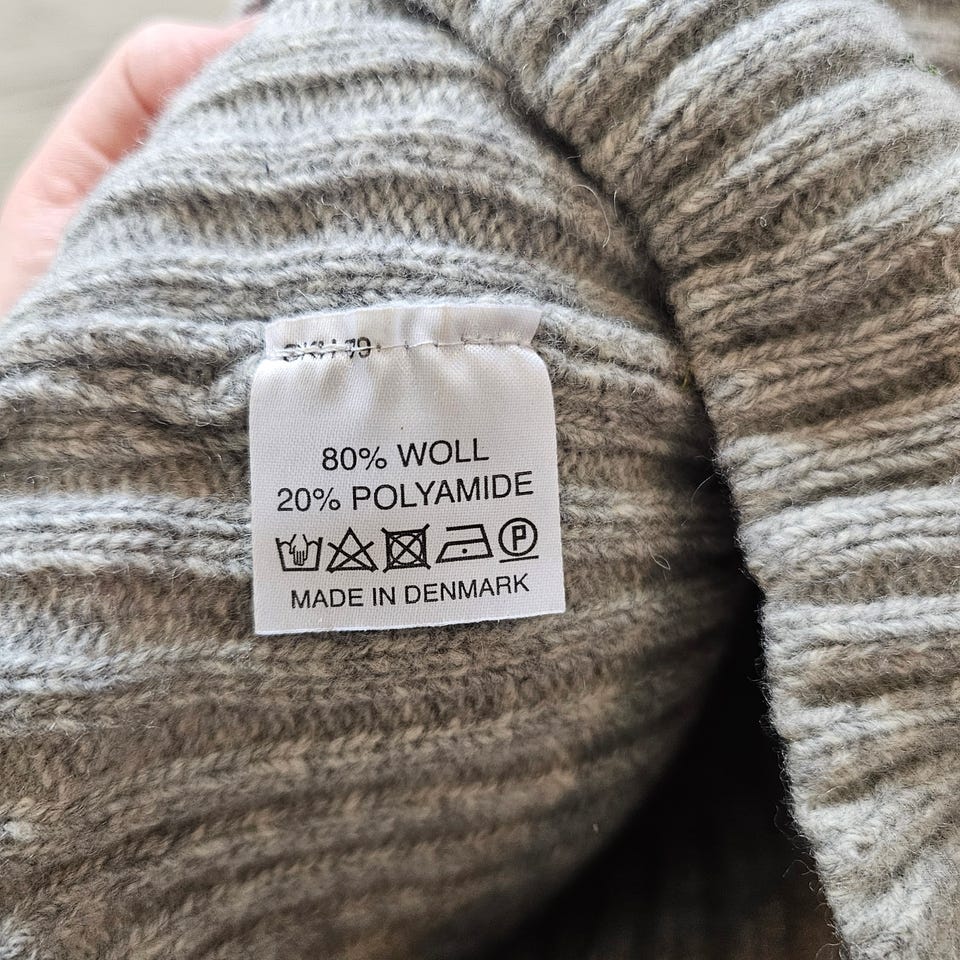 80% WOLL
20% POLYAMIDE
P
MADE IN DENMARK